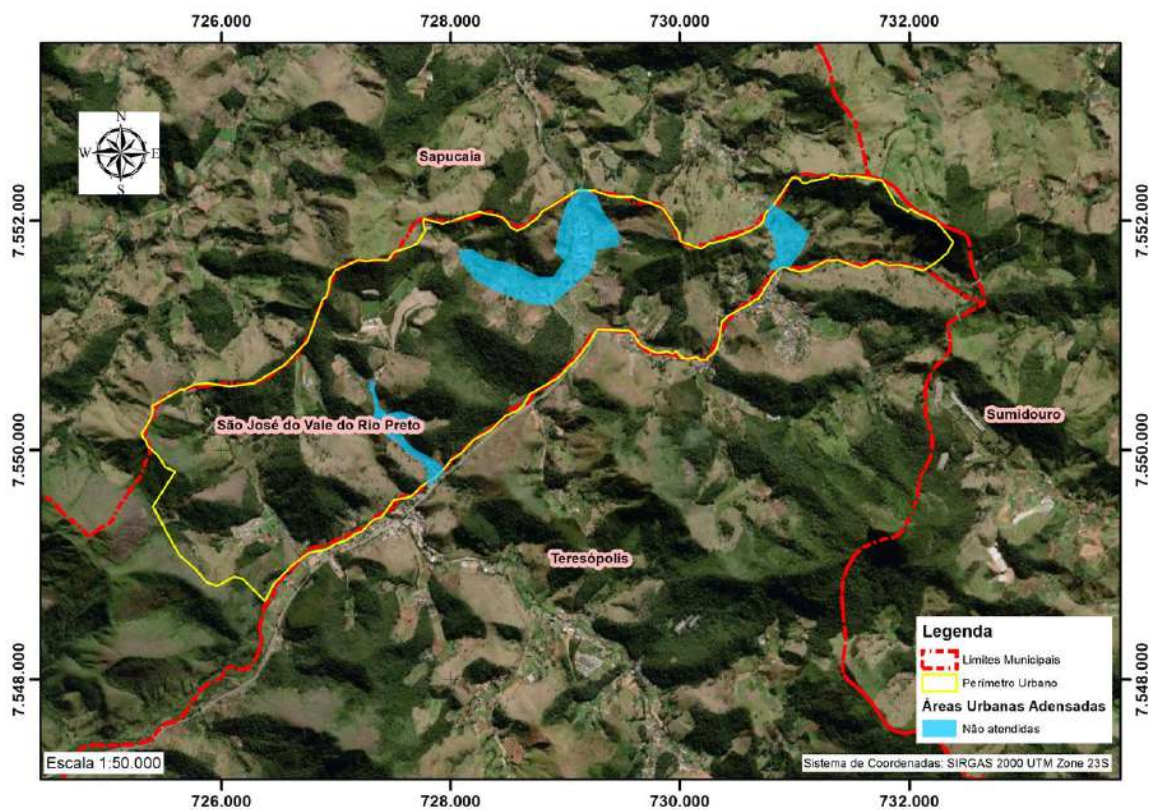 726.000 728.000 730.000 732.000
N
W E
S
Sapucaia
7.552.000 7.552.000
São José do Vale do Rio Preto
Sumidouro
7.550.000 7.550.000
Teresópolis
Legenda
Limites Municipais
Perímetro Urbano
Áreas Urbanas Adensadas
Não atendidas
7.548.000 7.548.000
Escala 1:50.000
Sistema de Coordenadas: SIRGAS 2000 UTM Zone 23S
726.000 728.000 730.000 732.000